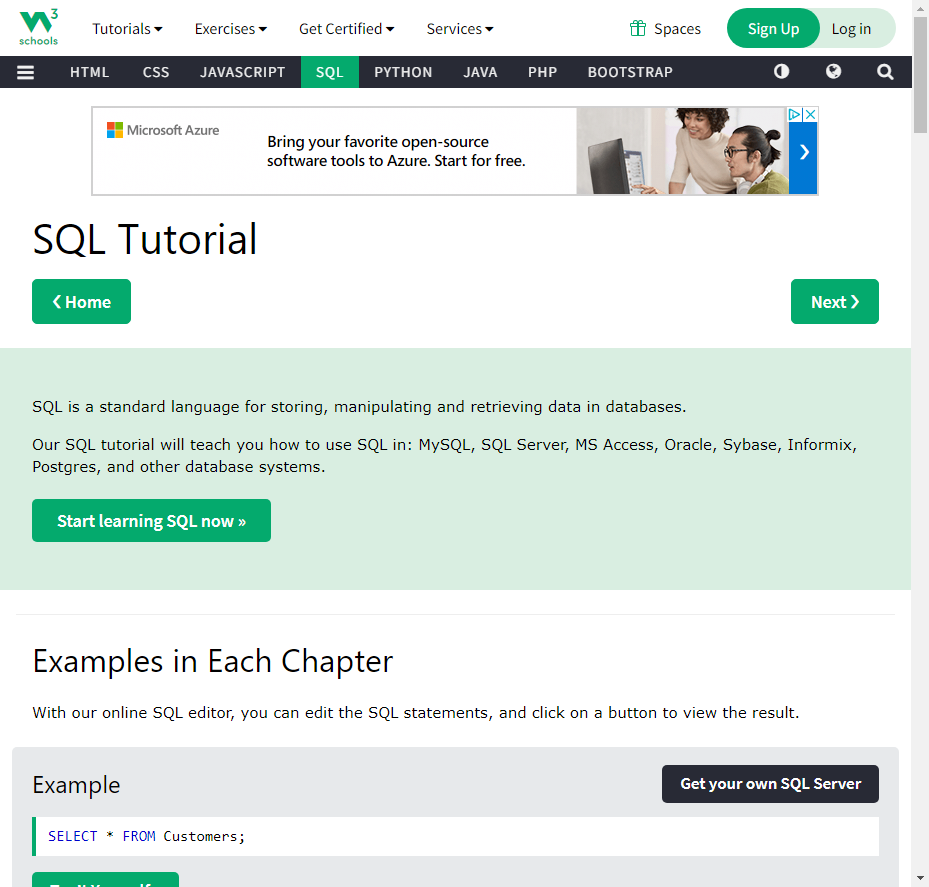 3
schools
Tutorials Exercises Get Certified Services Spaces Sign Up Log in
HTML CSS JAVASCRIPT SQL PYTHON JAVA PHP BOOTSTRAP
Microsoft Azure
Bring your favorite open-source
software tools to Azure. Start for free.
SQL Tutorial
❮ Home Next ❯
SQL is a standard language for storing, manipulating and retrieving data in databases.
Our SQL tutorial will teach you how to use SQL in: MySQL, SQL Server, MS Access, Oracle, Sybase, Informix,
Postgres, and other database systems.
Start learning SQL now »
Examples in Each Chapter
With our online SQL editor, you can edit the SQL statements, and click on a button to view the result.
Example
Get your own SQL Server
SELECT * FROM Customers;